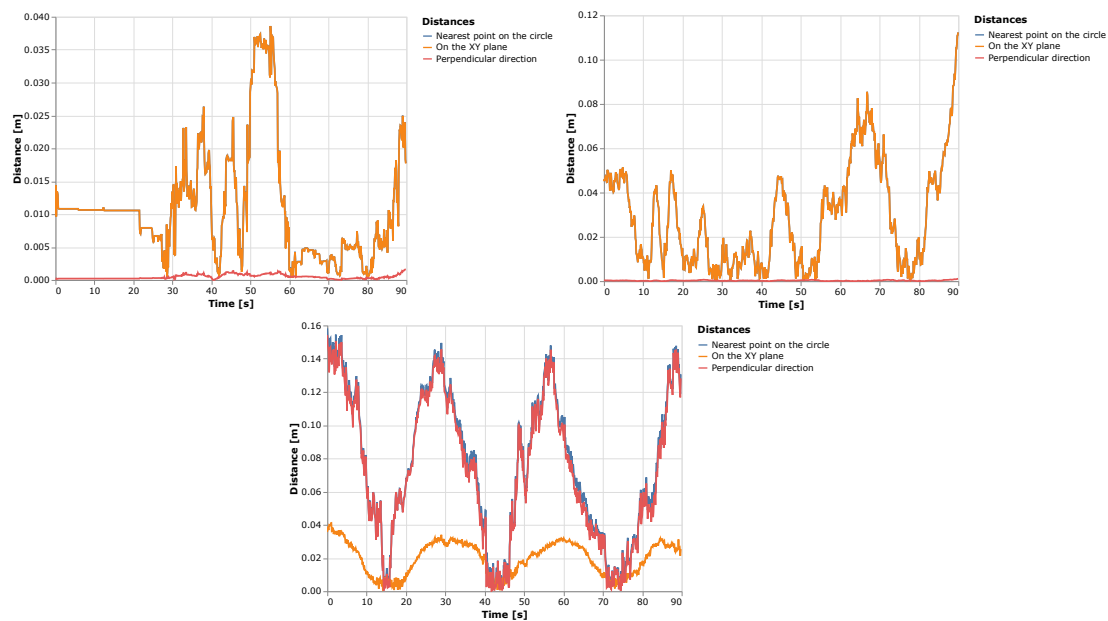 0.040
0.035
0.030
0.025
0.020
0.015
0.010
0.005
0.000
Distance [m]
0 10 20 30 40 50 60 70 80 90
Time [s]
Distances
Nearest point on the circle
On the XY plane
Perpendicular direction
0.12
0.10
0.08
0.06
0.04
0.02
0.00
Distance [m]
0 10 20 30 40 50 60 70 80 90
Time [s]
Distances
Nearest point on the circle
On the XY plane
Perpendicular direction
0.16
0.14
0.12
0.10
0.08
0.06
0.04
0.02
0.00
Distance [m]
0 10 20 30 40 50 60 70 80 90
Time [s]
Distances
Nearest point on the circle
On the XY plane
Perpendicular direction